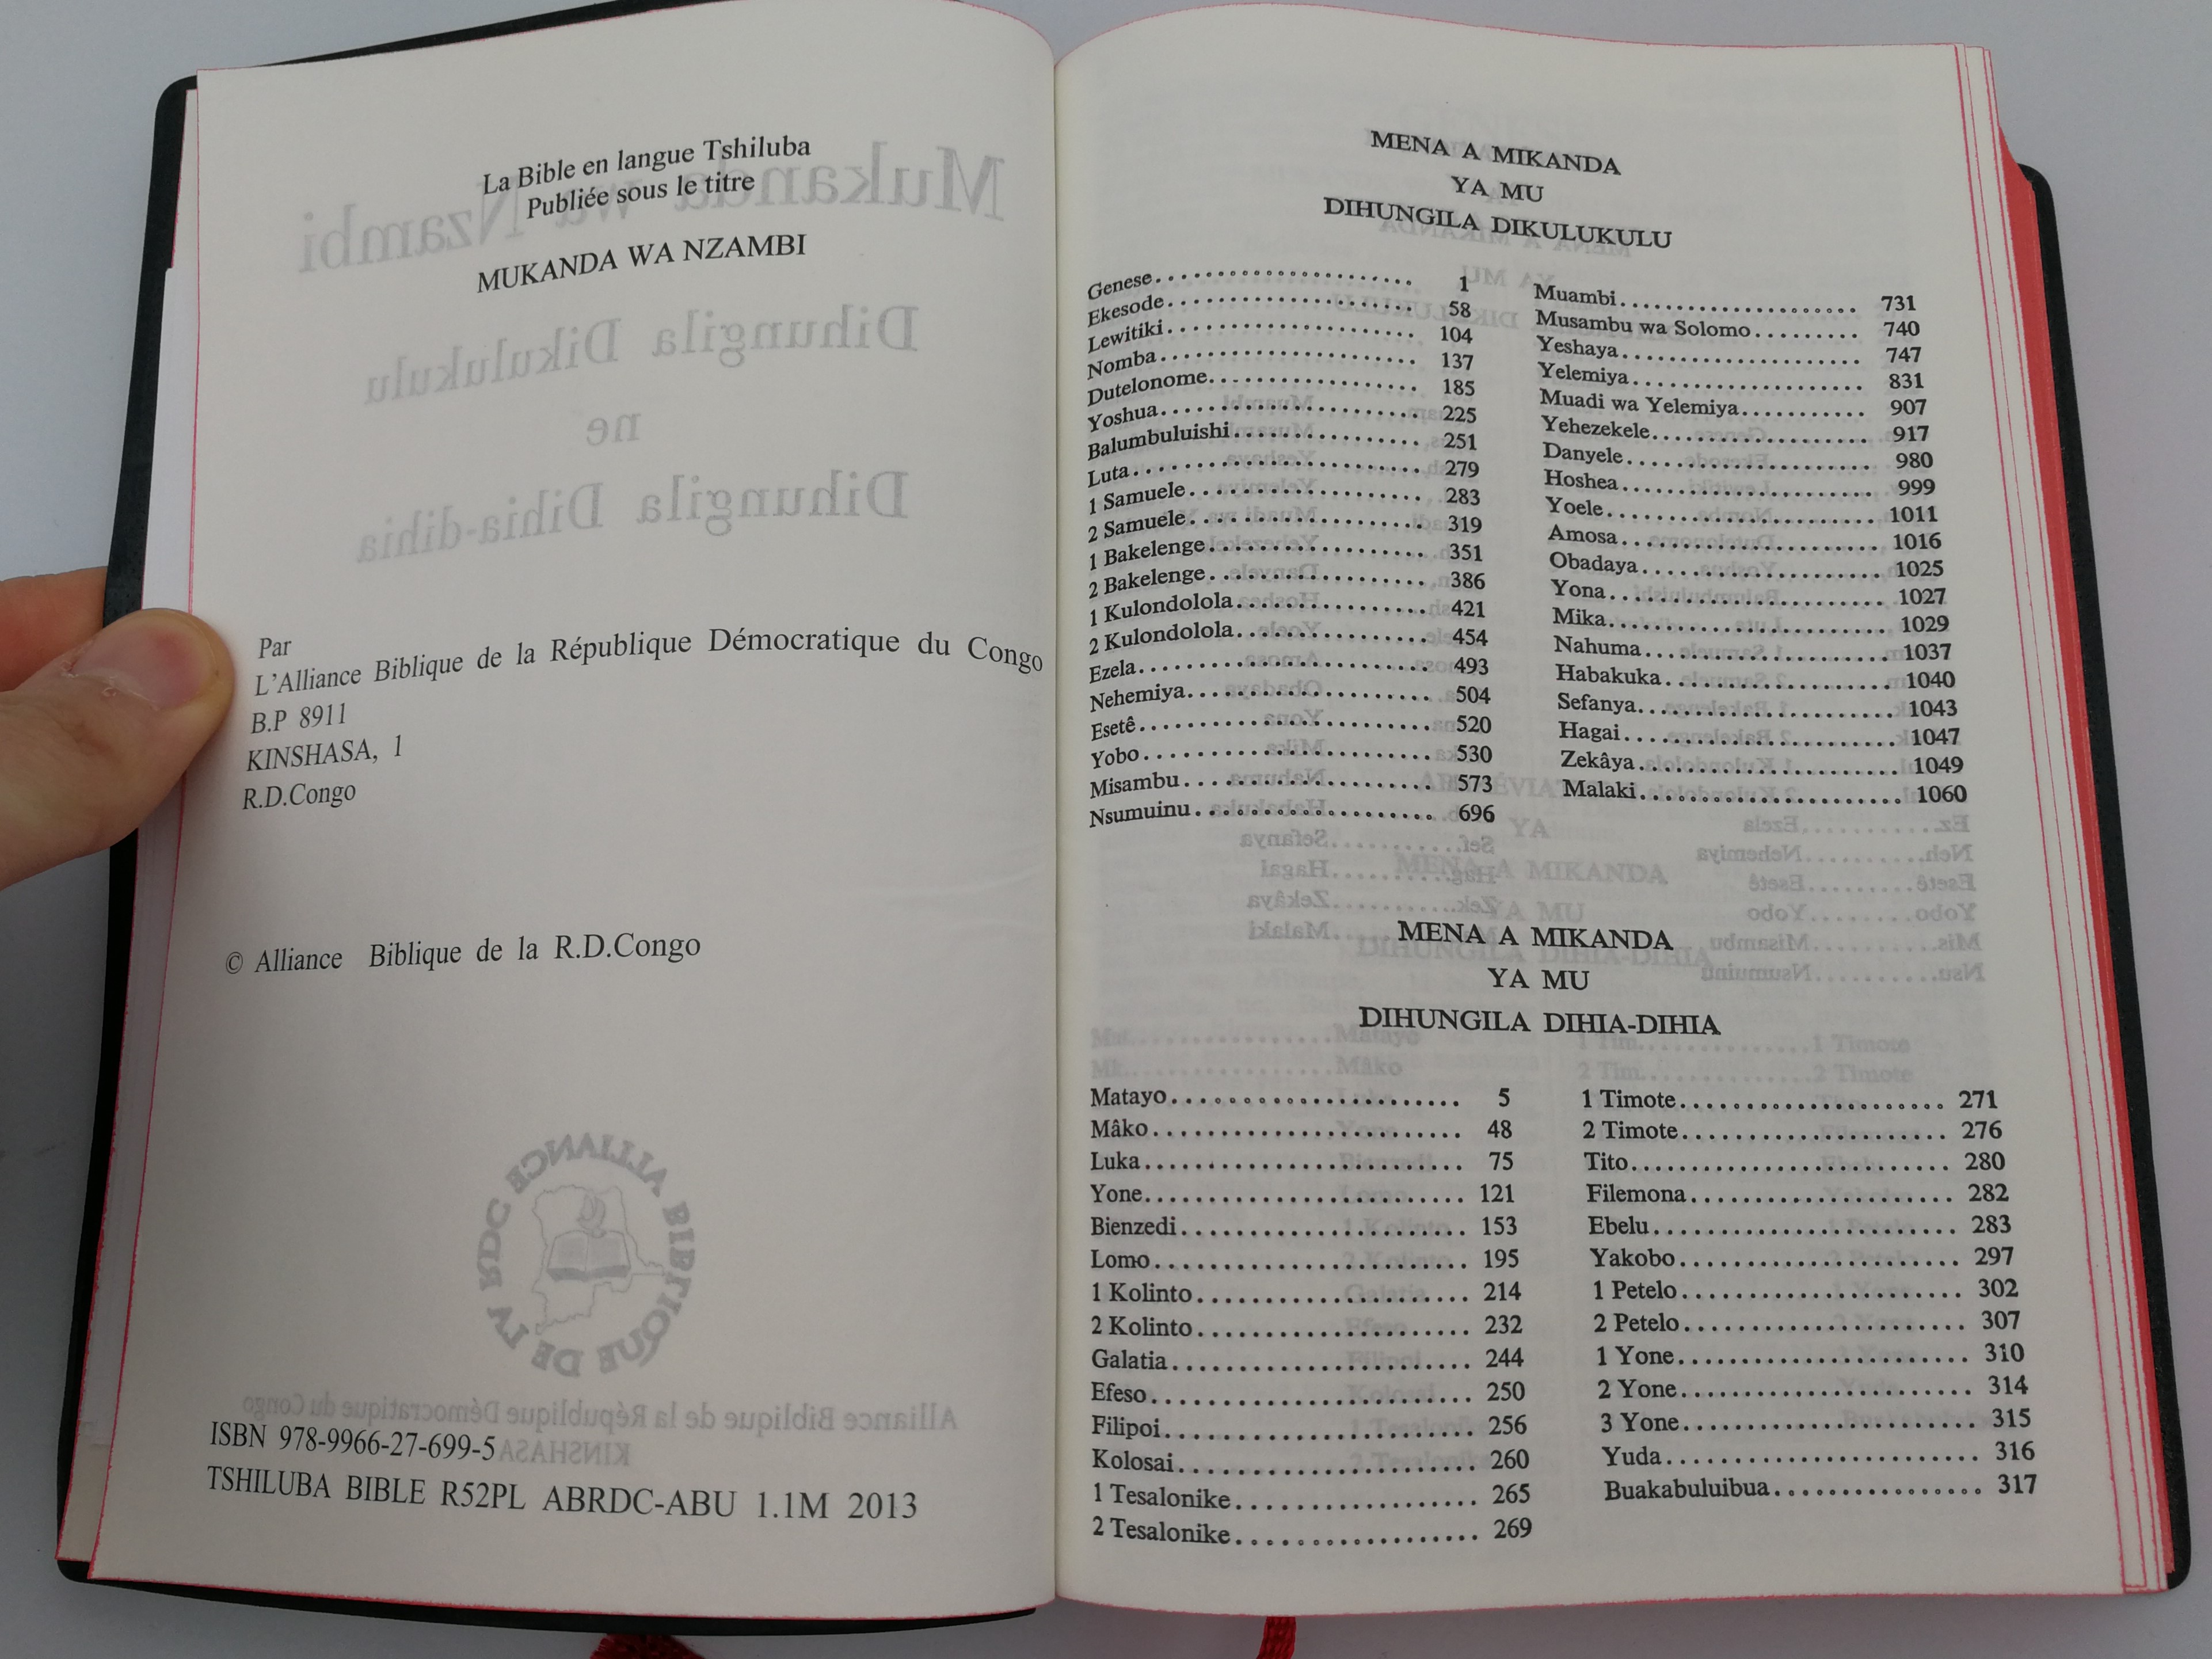 La Bible en langue Tshiluba
Publiée sous le titre
MUKANDA WA NZAMBI
Par
L'Alliance Biblique de la République Démocratique du Congo
B.P 8911
KINSHASA, 1
R.D.Congo
© Alliance Biblique de la R.D.Congo
ISBN 978-9966-27-699-5
TSHILUBA BIBLE R52PL ABRDC-ABU 1.1M 2013
MENA A MIKANDA
YA MU
DIHUNGILA DIKULUKULU
Genese 1
Ekesode 58
Lewitiki 104
Nomba 137
Dutelonome 185
Yoshua 225
Balumbuluishi 251
Luta 279
1 Samuele 283
2 Samuele 319
1 Bakelenge 351
2 Bakelenge 386
1 Kulondolola 421
2 Kulondolola 454
Ezela 493
Nehemiya 504
Esetê 520
Yobo 530
Misambu 573
Nsumuinu 696
Muambi 731
Musambu wa Solomo 740
Yeshaya 747
Yelemiya 831
Muadi wa Yelemiya 907
Yehezekele 917
Danyele 980
Hoshea 999
Yoele 1011
Amosa 1016
Obadaya 1025
Yona 1027
Mika 1029
Nahuma 1037
Habakuka 1040
Sefanya 1043
Hagai 1047
Zekâya 1049
Malaki 1060
MENA A MIKANDA
YA MU
DIHUNGILA DIHIA-DIHIA
Matayo 5
Mâko 48
Luka 75
Yone 121
Bienzedi 153
Lomo 195
1 Kolinto 214
2 Kolinto 232
Galatia 244
Efeso 250
Filipoi 256
Kolosai 260
1 Tesalonike 265
2 Tesalonike 269
1 Timote 271
2 Timote 276
Tito 280
Filemona 282
Ebelu 283
Yakobo 297
1 Petelo 302
2 Petelo 307
1 Yone 310
2 Yone 314
3 Yone 315
Yuda 316
Buakabuluibua 317